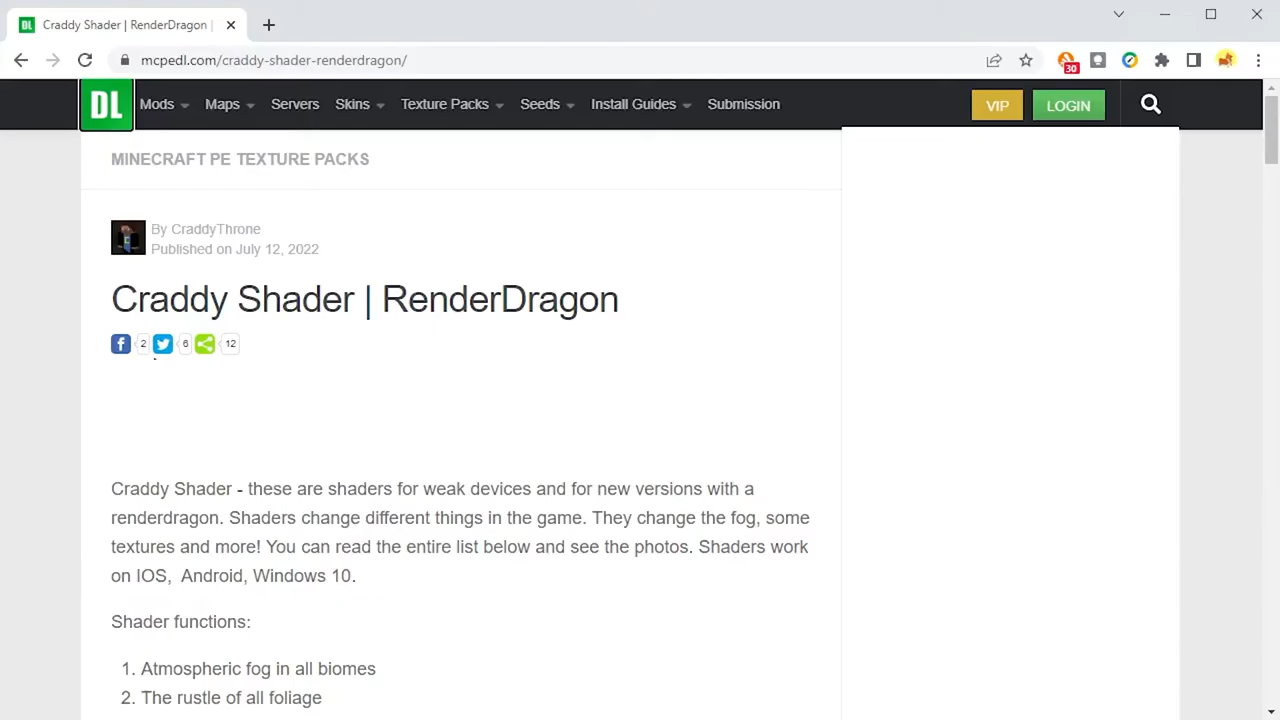 Craddy Shader | RenderDragon |
mcpedl.com/craddy-shader-renderdragon/
30
DL Mods Maps Servers Skins Texture Packs Seeds Install Guides Submission VIP LOGIN
MINECRAFT PE TEXTURE PACKS
By CraddyThrone
Published on July 12, 2022
Craddy Shader | RenderDragon
2 6 12
Craddy Shader - these are shaders for weak devices and for new versions with a
renderdragon. Shaders change different things in the game. They change the fog, some
textures and more! You can read the entire list below and see the photos. Shaders work
on IOS,  Android, Windows 10.
Shader functions:
1. Atmospheric fog in all biomes
2. The rustle of all foliage